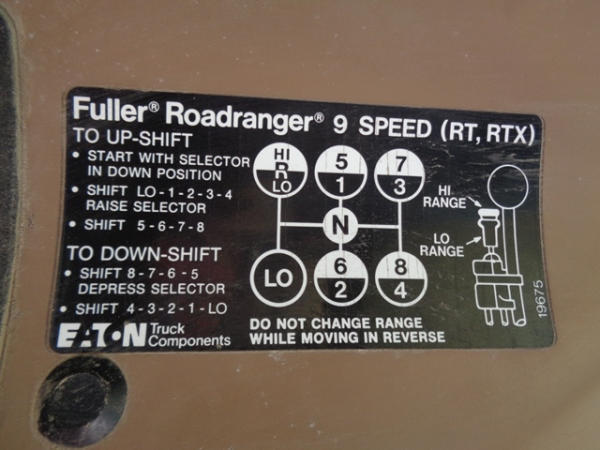 Fuller® Roadranger® 9 SPEED (RT, RTX)
TO UP-SHIFT
• START WITH SELECTOR
IN DOWN POSITION
• SHIFT LO-1-2-3-4
RAISE SELECTOR
• SHIFT 5-6-7-8
TO DOWN-SHIFT
• SHIFT 8-7-6-5
DEPRESS SELECTOR
• SHIFT 4-3-2-1-LO
EATON Truck
Components
HI
R
LO
5
1
7
3
N
LO
6
2
8
4
DO NOT CHANGE RANGE
WHILE MOVING IN REVERSE
HI
RANGE
LO
RANGE
19675